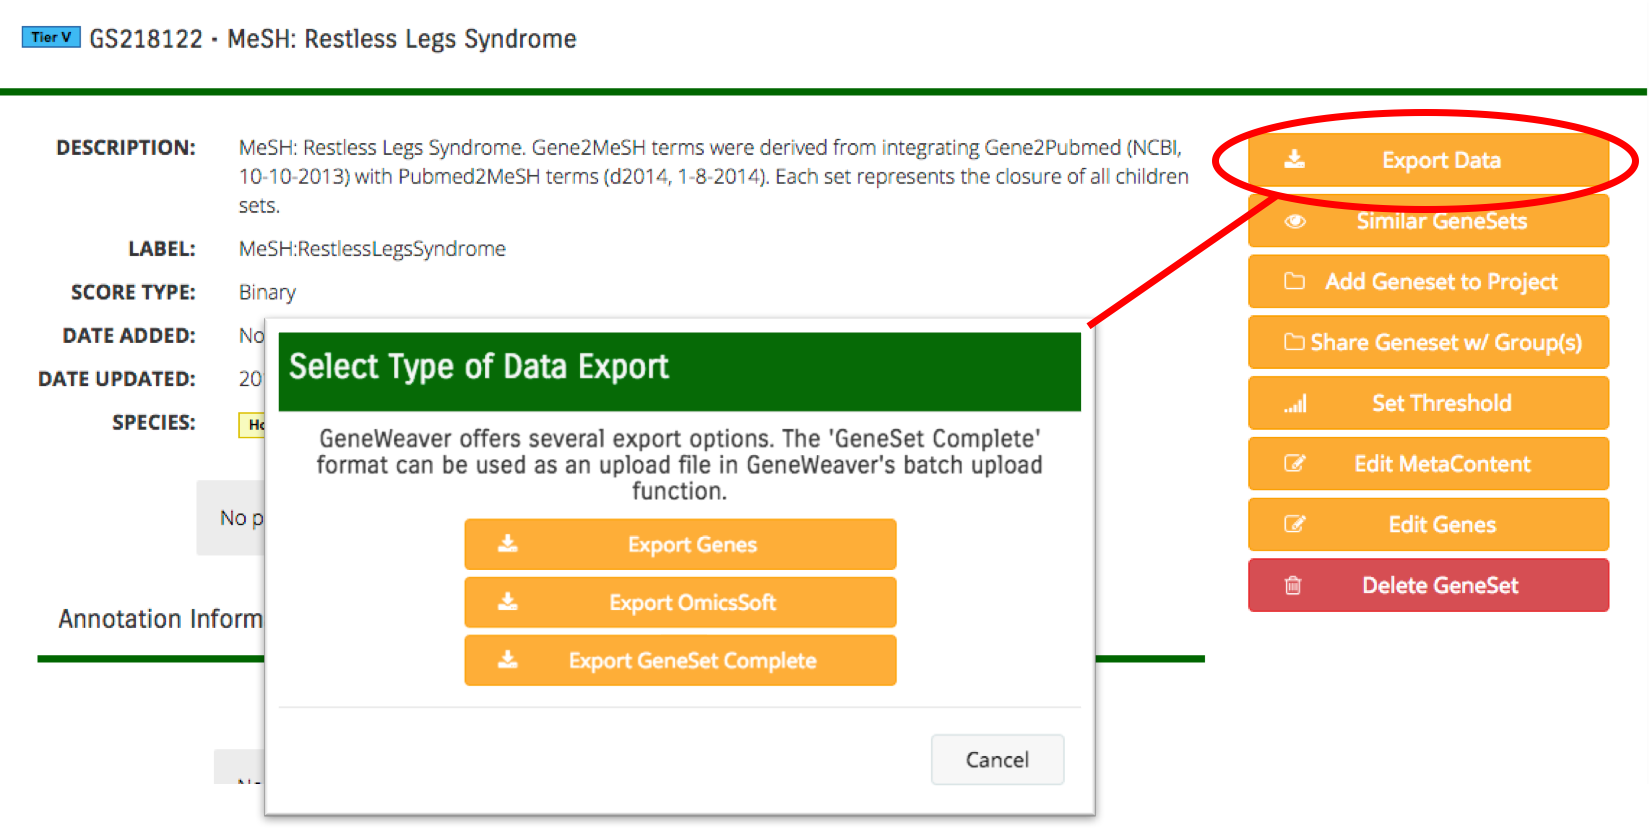 Tier V GS218122 - MeSH: Restless Legs Syndrome
DESCRIPTION: MeSH: Restless Legs Syndrome. Gene2MeSH terms were derived from integrating Gene2Pubmed (NCBI,
10-10-2013) with Pubmed2MeSH terms (d2014, 1-8-2014). Each set represents the closure of all children
sets.
LABEL: MeSH:RestlessLegsSyndrome
SCORE TYPE: Binary
DATE ADDED: No
DATE UPDATED: 20
SPECIES: Ho
No p
Annotation Inform
Select Type of Data Export
GeneWeaver offers several export options. The 'GeneSet Complete'
format can be used as an upload file in GeneWeaver's batch upload
function.
Export Genes
Export OmicsSoft
Export GeneSet Complete
Cancel
Export Data
Similar GeneSets
Add Geneset to Project
Share Geneset w/ Group(s)
Set Threshold
Edit MetaContent
Edit Genes
Delete GeneSet